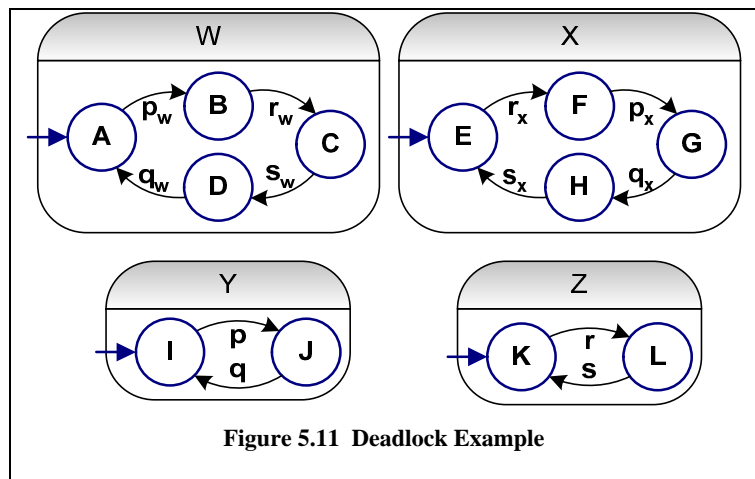 W
X
A
p_w
B
r_w
C
s_w
D
q_w
E
r_x
F
p_x
G
q_x
H
s_x
Y
Z
I
p
q
J
K
r
s
L
Figure 5.11 Deadlock Example